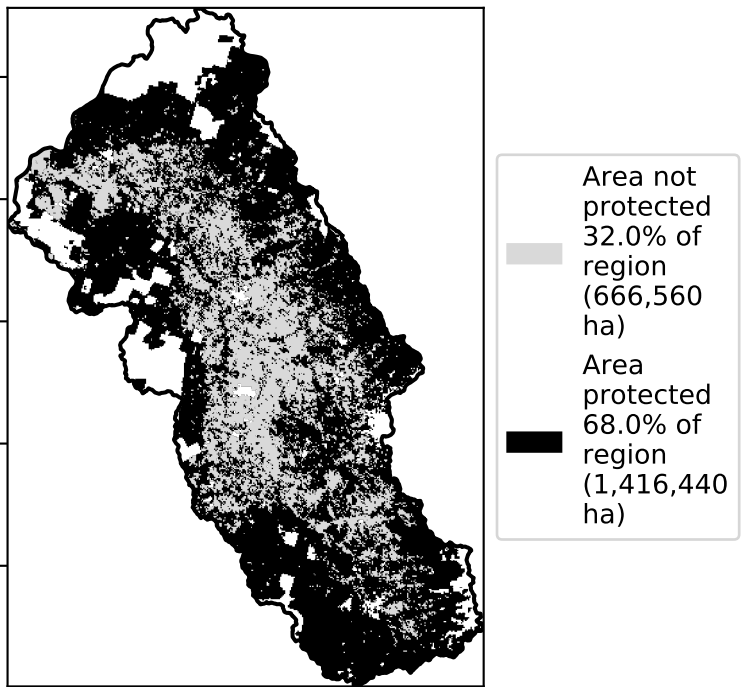 Area not
protected
32.0% of
region
(666,560
ha)
Area
protected
68.0% of
region
(1,416,440
ha)